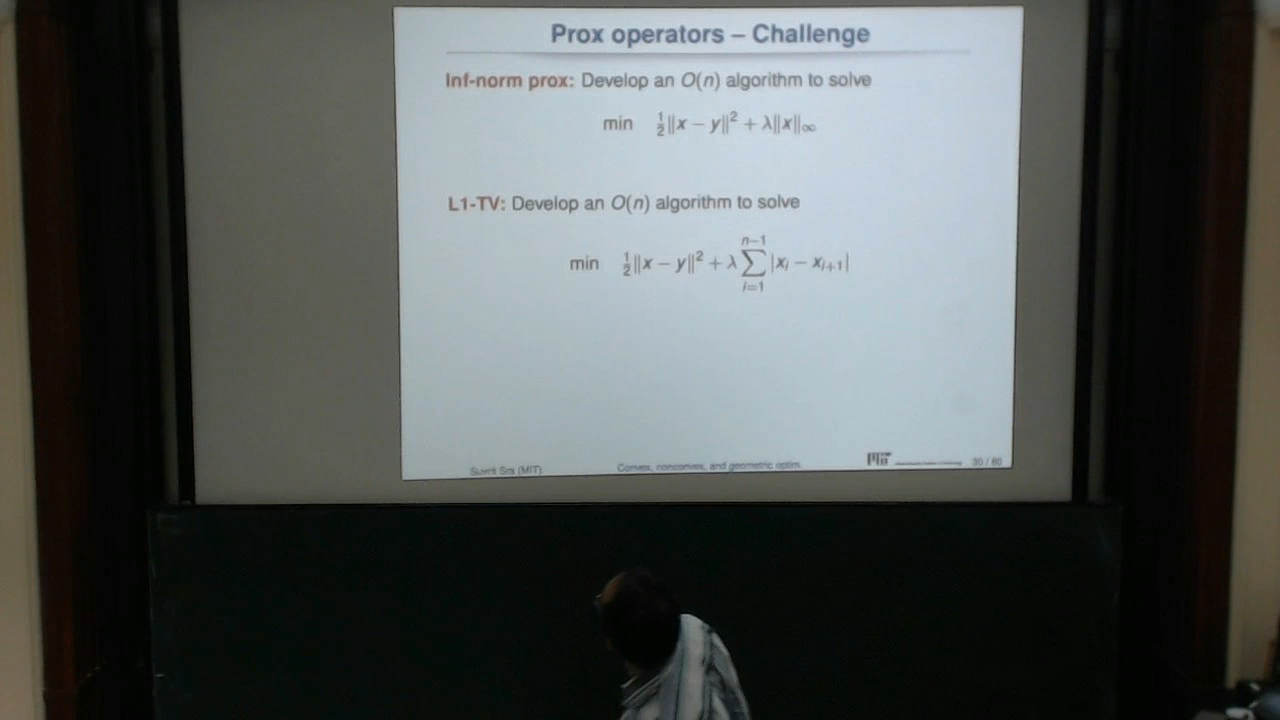 Prox operators – Challenge
Inf-norm prox: Develop an O(n) algorithm to solve
min ½||x − y||² + λ||x||∞
L1-TV: Develop an O(n) algorithm to solve
min ½||x − y||² + λ ∑_{i=1}^{n−1} |x_i − x_{i+1}|
Suvrit Sra (MIT) Convex, nonconvex, and geometric optim. 30 / 60